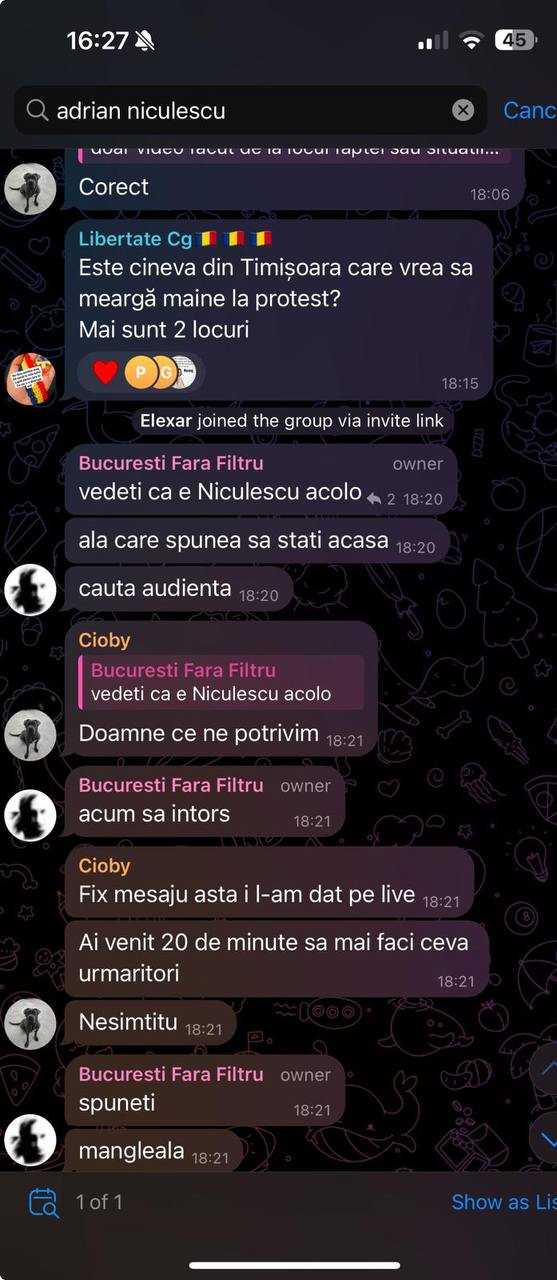 16:27
45
adrian niculescu
Canc
doar video facut de la locul faptei sau situatii...
Corect
18:06
Libertate Cg🇷🇴 🇷🇴 🇷🇴
Este cineva din Timișoara care vrea sa
meargă maine la protest?
Mai sunt 2 locuri
P G
18:15
Elexar joined the group via invite link
Bucuresti Fara Filtru owner
vedeti ca e Niculescu acolo 2 18:20
ala care spunea sa stati acasa 18:20
cauta audienta 18:20
Cioby
Bucuresti Fara Filtru
vedeti ca e Niculescu acolo
Doamne ce ne potrivim 18:21
Bucuresti Fara Filtru owner
acum sa intors 18:21
Cioby
Fix mesaju asta i l-am dat pe live 18:21
Ai venit 20 de minute sa mai faci ceva
urmaritori 18:21
Nesimtitu 18:21
Bucuresti Fara Filtru owner
spuneti 18:21
mangleala 18:21
1 of 1
Show as Lis